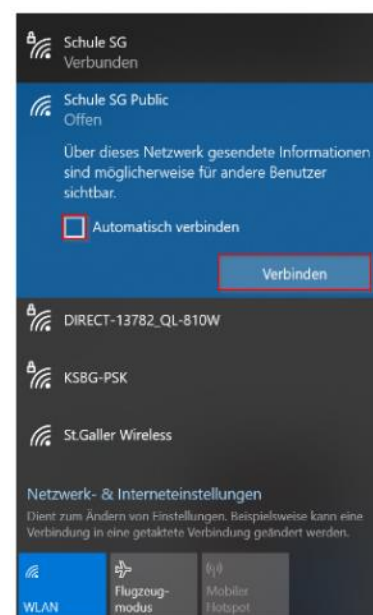 Schule SG
Verbunden
Schule SG Public
Offen
Über dieses Netzwerk gesendete Informationen
sind möglicherweise für andere Benutzer
sichtbar.
Automatisch verbinden
Verbinden
DIRECT-13782_QL-810W
KSBG-PSK
St.Galler Wireless
Netzwerk- & Interneteinstellungen
Dient zum Ändern von Einstellungen. Beispielsweise kann eine
Verbindung in eine getaktete Verbindung geändert werden.
WLAN
Flugzeug-
modus
Mobiler
Hotspot